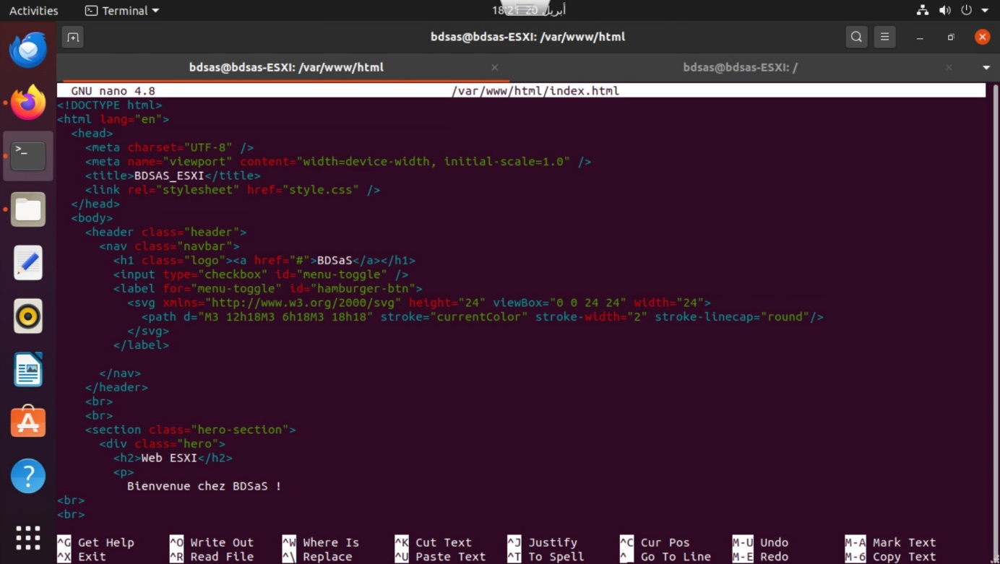 Activities Terminal 18:21 20 أبريل
bdsas@bdsas-ESXI: /var/www/html
bdsas@bdsas-ESXI: /var/www/html × bdsas@bdsas-ESXI: / ×
GNU nano 4.8 /var/www/html/index.html
<!DOCTYPE html>
<html lang="en">
  <head>
    <meta charset="UTF-8" />
    <meta name="viewport" content="width=device-width, initial-scale=1.0" />
    <title>BDSAS_ESXI</title>
    <link rel="stylesheet" href="style.css" />
  </head>
  <body>
    <header class="header">
      <nav class="navbar">
        <h1 class="logo"><a href="#">BDSaS</a></h1>
        <input type="checkbox" id="menu-toggle" />
        <label for="menu-toggle" id="hamburger-btn">
          <svg xmlns="http://www.w3.org/2000/svg" height="24" viewBox="0 0 24 24" width="24">
            <path d="M3 12h18M3 6h18M3 18h18" stroke="currentColor" stroke-width="2" stroke-linecap="round"/>
          </svg>
        </label>

      </nav>
    </header>
    <br>
    <br>
    <section class="hero-section">
      <div class="hero">
        <h2>Web ESXI</h2>
        <p>
          Bienvenue chez BDSaS !
<br>
<br>
^G Get Help ^O Write Out ^W Where Is ^K Cut Text ^J Justify ^C Cur Pos M-U Undo M-A Mark Text
^X Exit ^R Read File ^\ Replace ^U Paste Text ^T To Spell ^_ Go To Line M-E Redo M-6 Copy Text